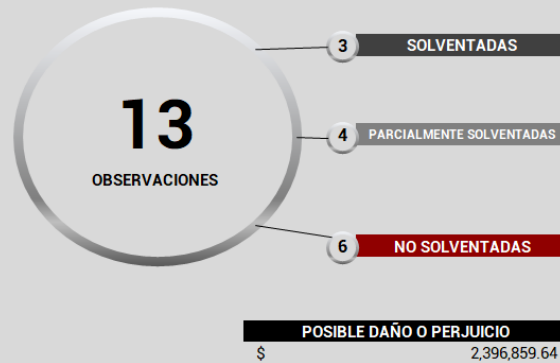 3 SOLVENTADAS
13
OBSERVACIONES
4 PARCIALMENTE SOLVENTADAS
6 NO SOLVENTADAS
POSIBLE DAÑO O PERJUICIO
$ 2,396,859.64